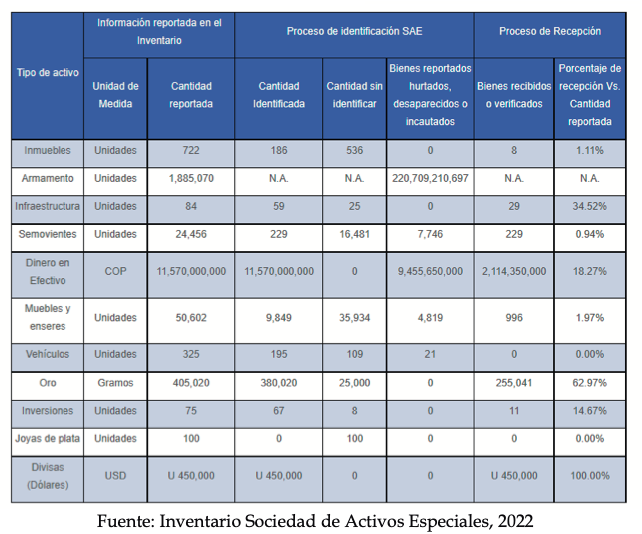 Tipo de activo
Información reportada en el
Inventario
Proceso de identificación SAE
Proceso de Recepción
Unidad de
Medida
Cantidad
reportada
Cantidad
Identificada
Cantidad sin
identificar
Bienes reportados
hurtados,
desaparecidos o
incautados
Bienes recibidos
o verificados
Porcentaje de
recepción Vs.
Cantidad
reportada
Inmuebles Unidades 722 186 536 0 8 1.11%
Armamento Unidades 1,885,070 N.A. N.A. 220,709,210,697 N.A. N.A.
Infraestructura Unidades 84 59 25 0 29 34.52%
Semovientes Unidades 24,456 229 16,481 7,746 229 0.94%
Dinero en
Efectivo COP 11,570,000,000 11,570,000,000 0 9,455,650,000 2,114,350,000 18.27%
Muebles y
enseres Unidades 50,602 9,849 35,934 4,819 996 1.97%
Vehículos Unidades 325 195 109 21 0 0.00%
Oro Gramos 405,020 380,020 25,000 0 255,041 62.97%
Inversiones Unidades 75 67 8 0 11 14.67%
Joyas de plata Unidades 100 0 100 0 0 0.00%
Divisas
(Dólares) USD U 450,000 U 450,000 0 0 U 450,000 100.00%
Fuente: Inventario Sociedad de Activos Especiales, 2022